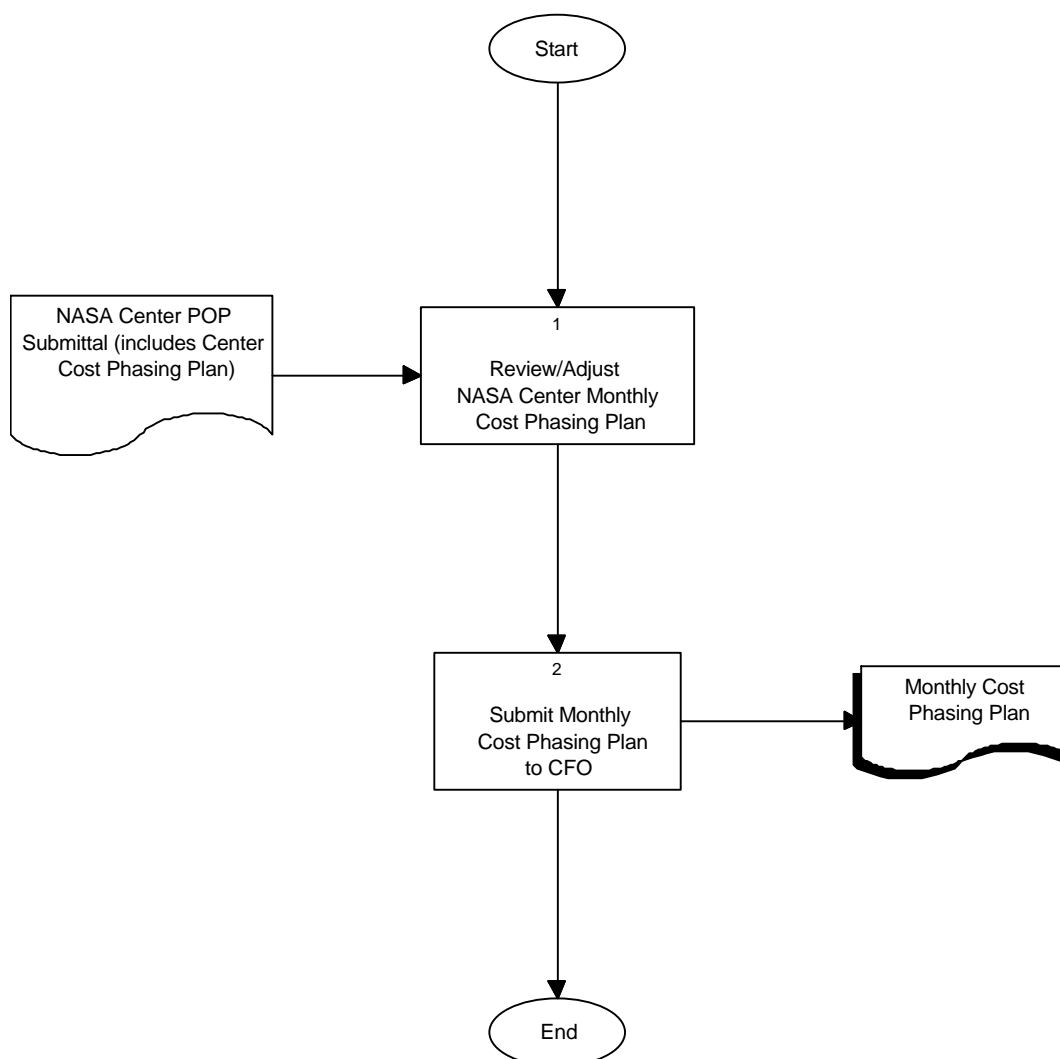 Start
NASA Center POP
Submittal (includes Center
Cost Phasing Plan)
1
Review/Adjust
NASA Center Monthly
Cost Phasing Plan
2
Submit Monthly
Cost Phasing Plan
to CFO
Monthly Cost
Phasing Plan
End